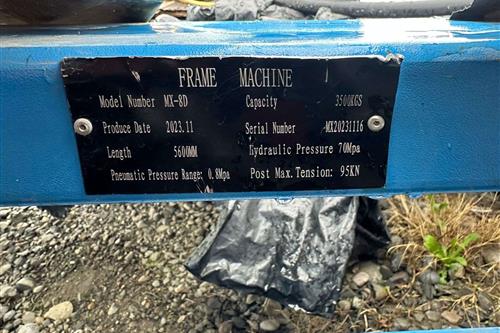 FRAME MACHINE
Model Number MX-8D Capacity 3500KGS
Produce Date 2023.11 Serial Number MX20231116
Length 5600MM Hydraulic Pressure 70Mpa
Pneumatic Pressure Range: 0.8Mpa Post Max. Tension: 95KN